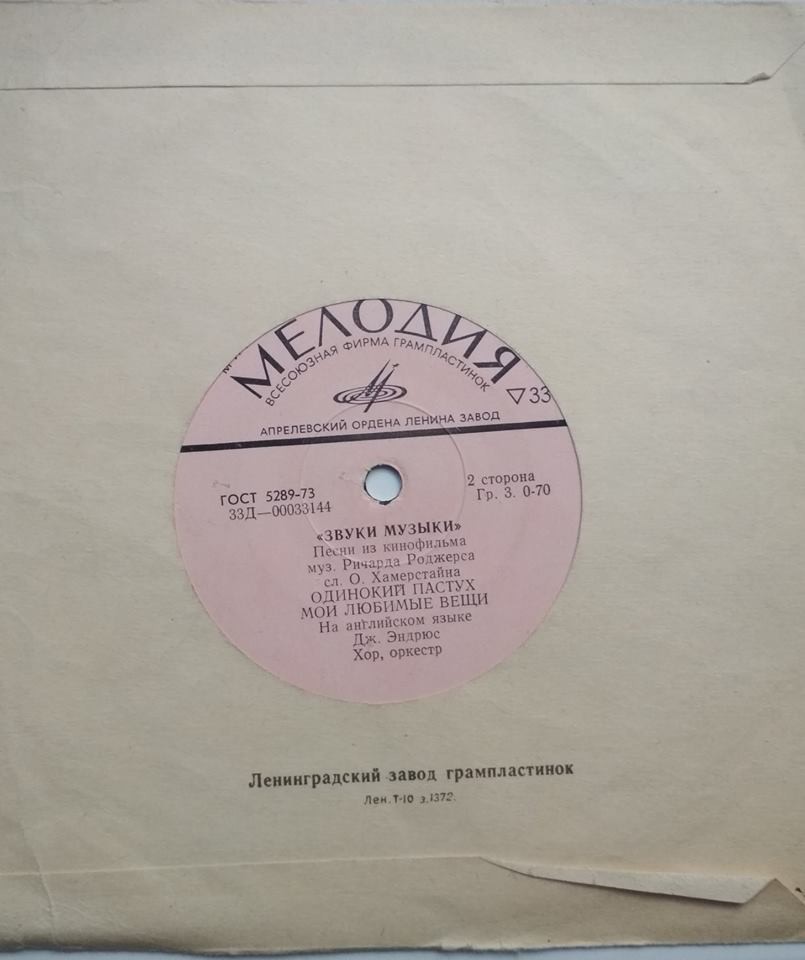 МЕЛОДИЯ
ВСЕСОЮЗНАЯ ФИРМА ГРАМПЛАСТИНОК
33
АПРЕЛЕВСКИЙ ОРДЕНА ЛЕНИНА ЗАВОД
ГОСТ 5289-73
33Д—00033144
2 сторона
Гр. 3. 0-70
«ЗВУКИ МУЗЫКИ»
Песни из кинофильма
муз. Ричарда Роджерса
сл. О. Хамерстайна
ОДИНОКИЙ ПАСТУХ
МОИ ЛЮБИМЫЕ ВЕЩИ
На английском языке
Дж. Эндрюс
Хор, оркестр
Ленинградский завод грампластинок
Лен. Т-10 з.1372.